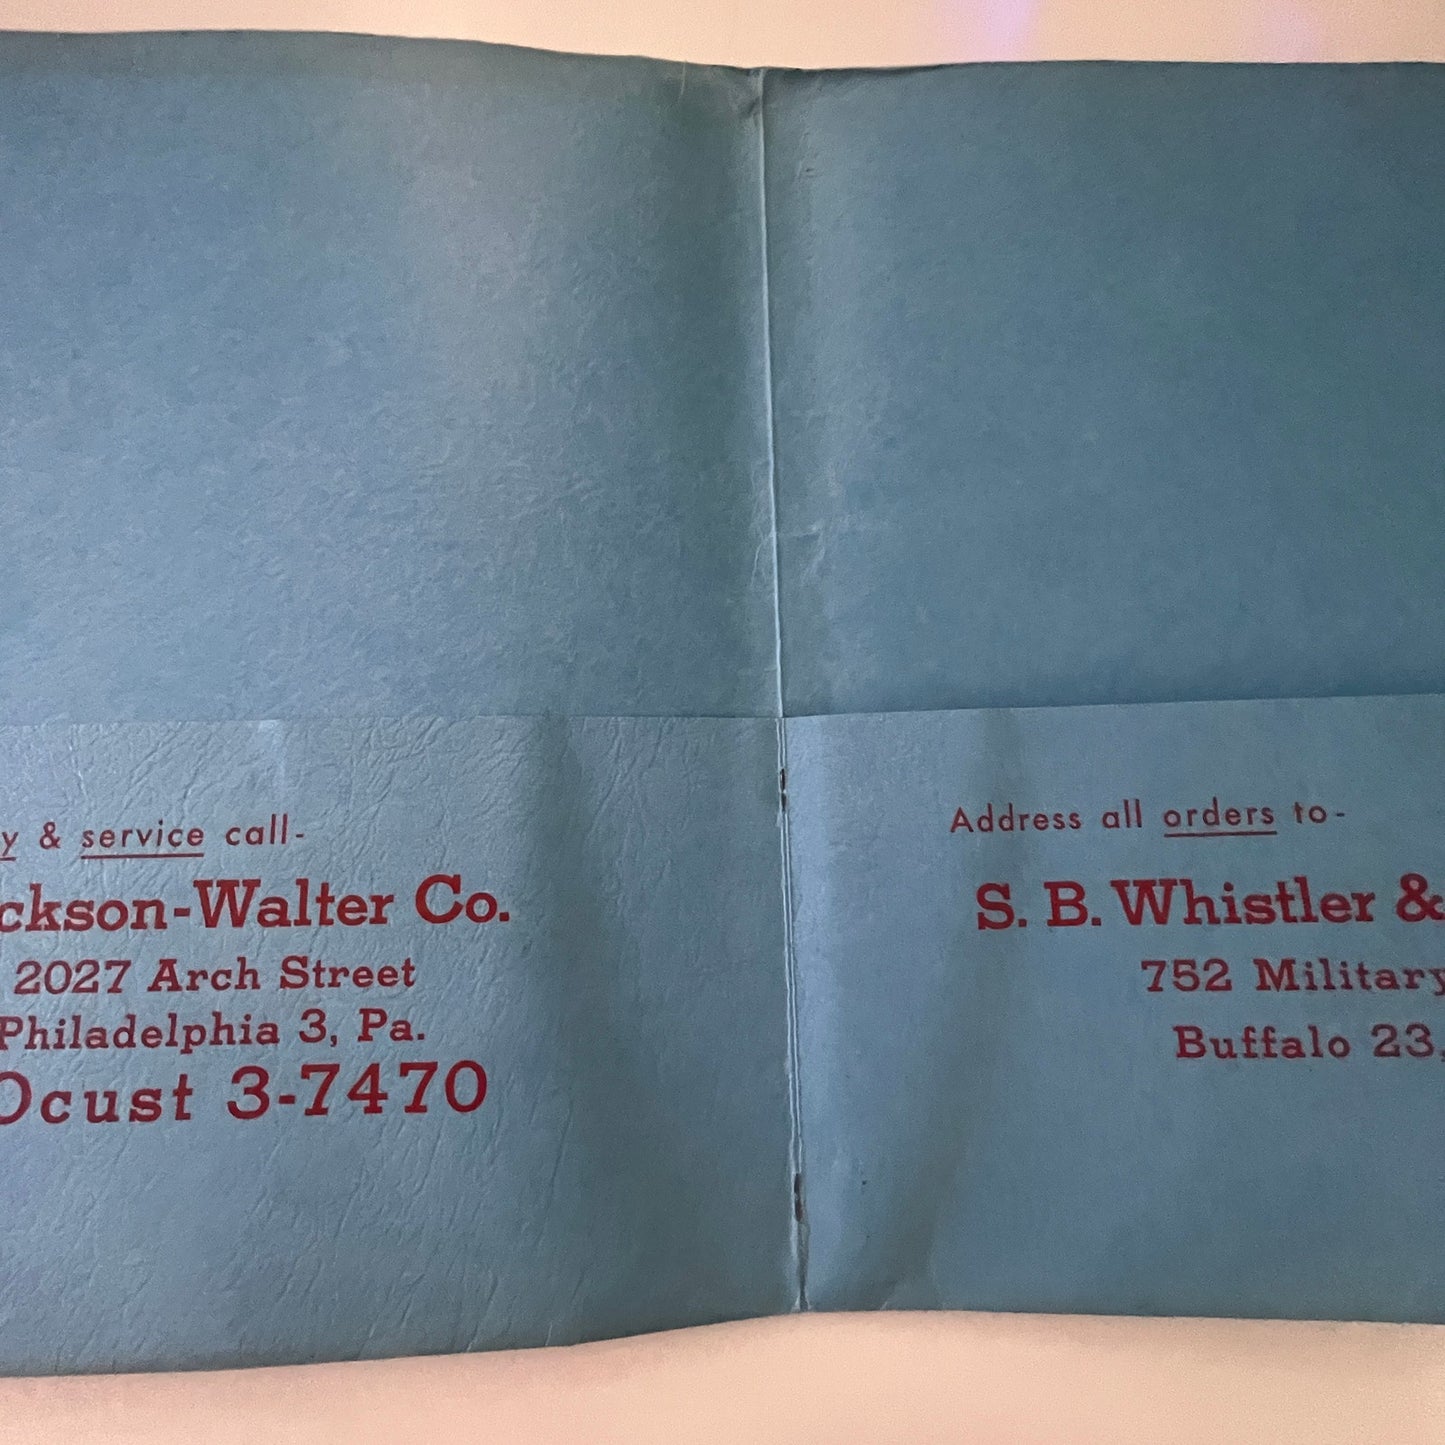 y & service call-
ckson-Walter Co.
2027 Arch Street
Philadelphia 3, Pa.
Ocust 3-7470
Address all orders to-
S. B. Whistler &
752 Military
Buffalo 23,